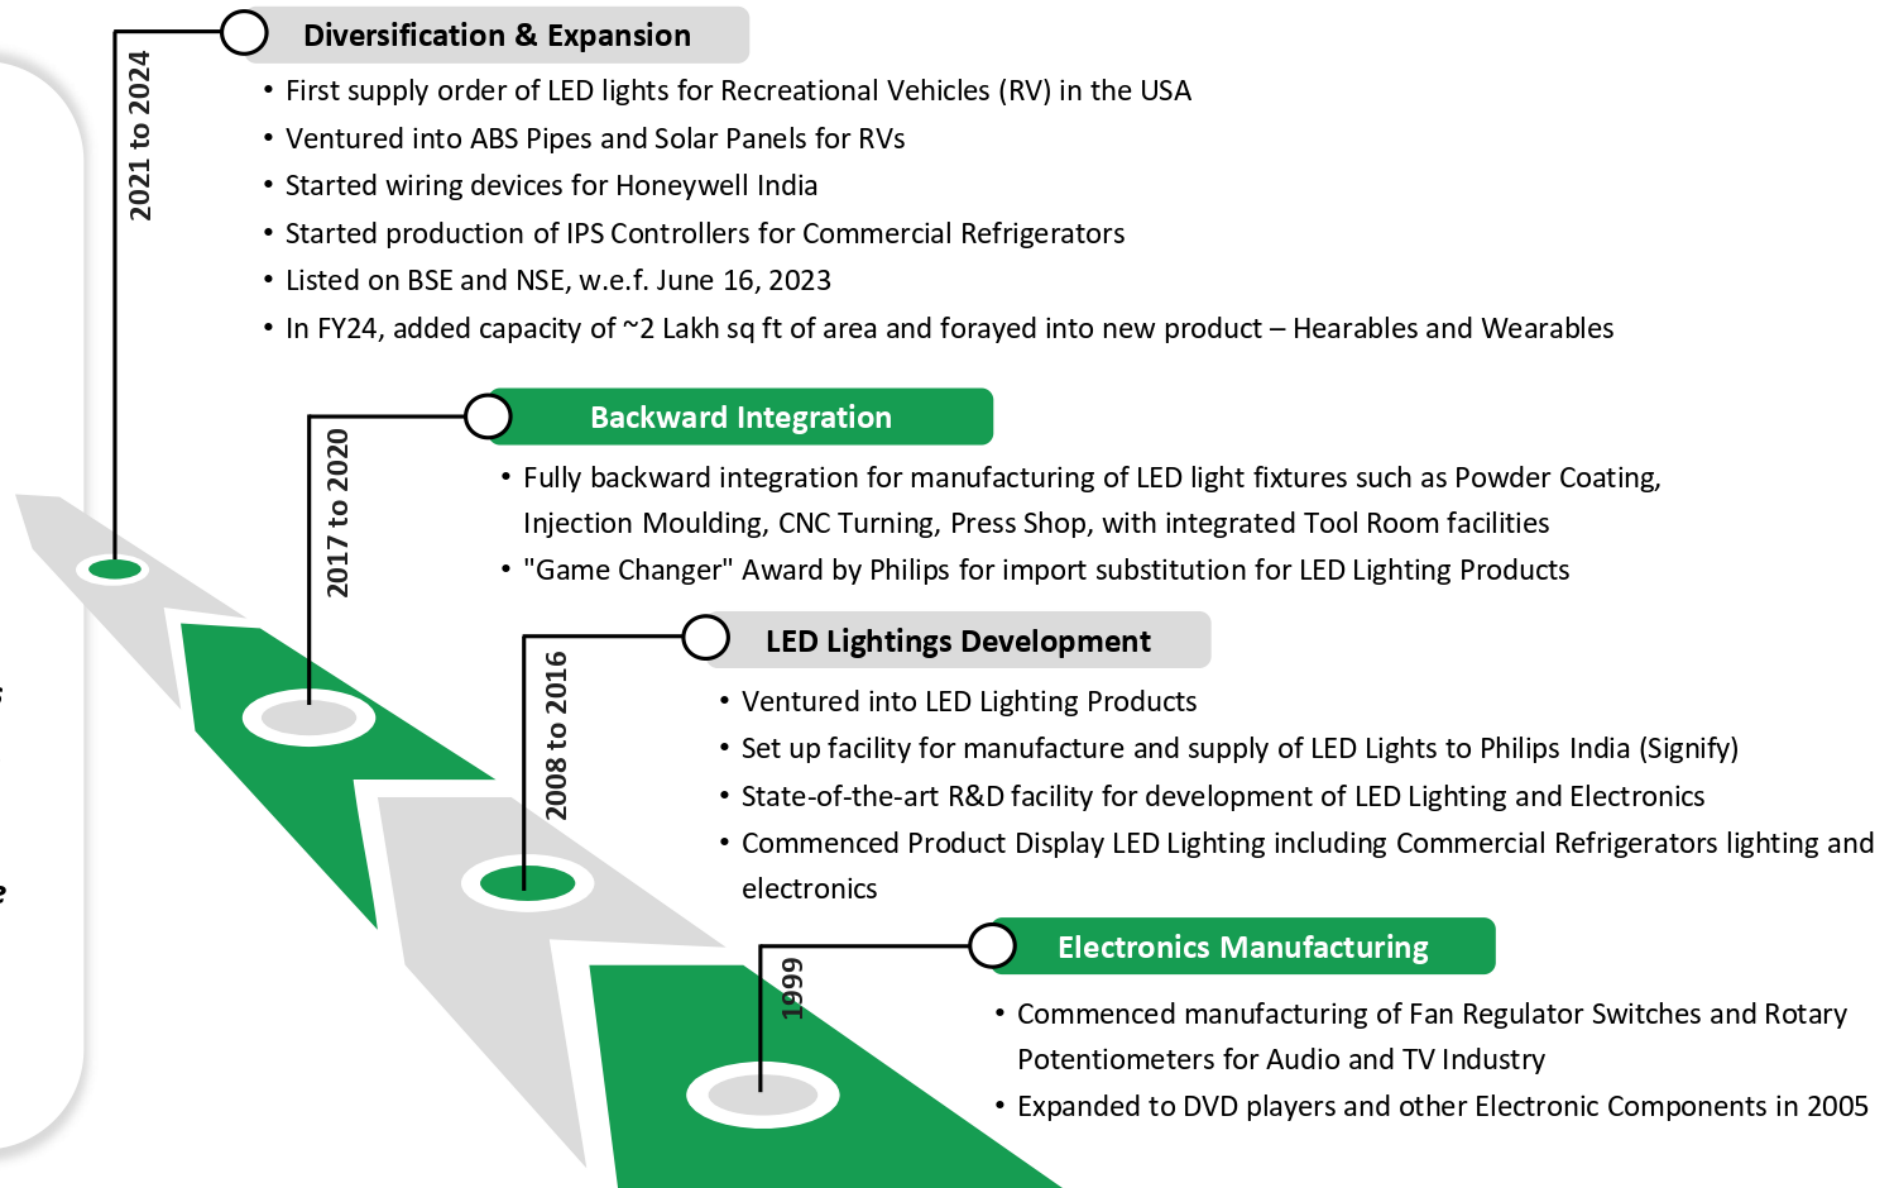 Diversification & Expansion
2021 to 2024
• First supply order of LED lights for Recreational Vehicles (RV) in the USA
• Ventured into ABS Pipes and Solar Panels for RVs
• Started wiring devices for Honeywell India
• Started production of IPS Controllers for Commercial Refrigerators
• Listed on BSE and NSE, w.e.f. June 16, 2023
• In FY24, added capacity of ~2 Lakh sq ft of area and forayed into new product – Hearables and Wearables
Backward Integration
2017 to 2020
• Fully backward integration for manufacturing of LED light fixtures such as Powder Coating,
Injection Moulding, CNC Turning, Press Shop, with integrated Tool Room facilities
• "Game Changer" Award by Philips for import substitution for LED Lighting Products
LED Lightings Development
2008 to 2016
• Ventured into LED Lighting Products
• Set up facility for manufacture and supply of LED Lights to Philips India (Signify)
• State-of-the-art R&D facility for development of LED Lighting and Electronics
• Commenced Product Display LED Lighting including Commercial Refrigerators lighting and
electronics
Electronics Manufacturing
1999
• Commenced manufacturing of Fan Regulator Switches and Rotary
Potentiometers for Audio and TV Industry
• Expanded to DVD players and other Electronic Components in 2005